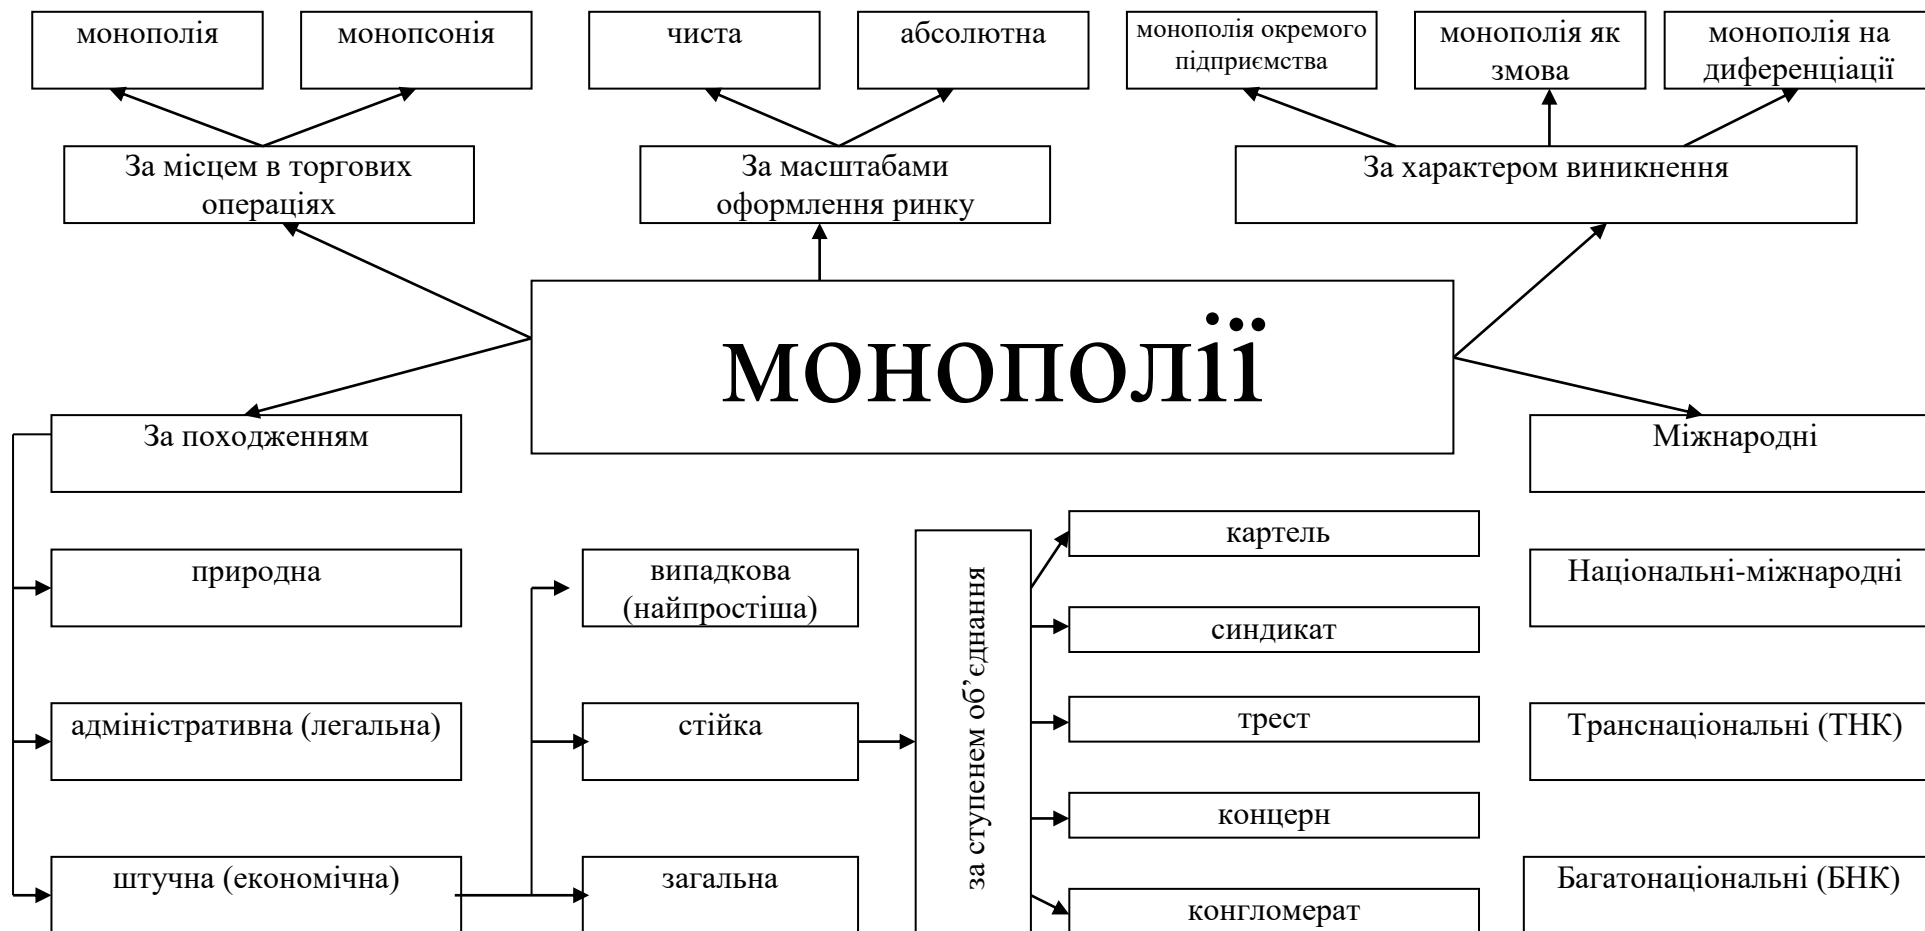 монополія
монопсонія
чиста
абсолютна
монополія окремого
підприємства
монополія як
змова
монополія на
диференціації
За місцем в торгових
операціях
За масштабами
оформлення ринку
За характером виникнення
монополії
За походженням
Міжнародні
природна
адміністративна (легальна)
штучна (економічна)
випадкова
(найпростіша)
стійка
загальна
за ступенем об’єднання
картель
синдикат
трест
концерн
конгломерат
Національні-міжнародні
Транснаціональні (ТНК)
Багатонаціональні (БНК)